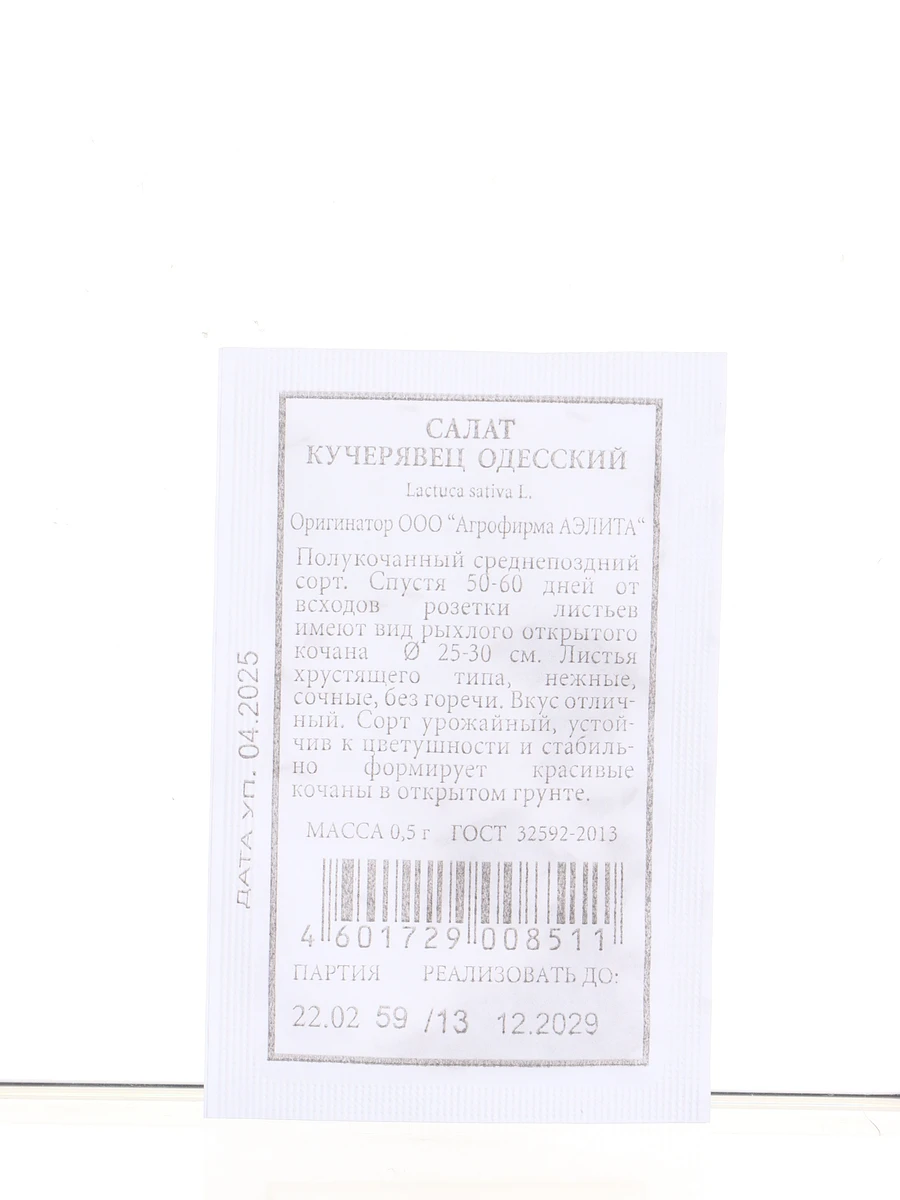 САЛАТ
КУЧЕРЯВЕЦ ОДЕССКИЙ
Lactuca sativa L.
Оригинатор ООО “Агрофирма АЭЛИТА“
Полукочанный среднепоздний
сорт. Спустя 50-60 дней от
всходов розетки листьев
имеют вид рыхлого открытого
кочана Ø 25-30 см. Листья
хрустящего типа, нежные,
сочные, без горечи. Вкус отлич-
ный. Сорт урожайный, устой-
чив к цветушности и стабиль-
но формирует красивые
кочаны в открытом грунте.
МАССА 0,5 г ГОСТ 32592-2013
4 601729 008511
ПАРТИЯ РЕАЛИЗОВАТЬ ДО:
22.02 59 /13 12.2029
ДАТА УП. 04.2025